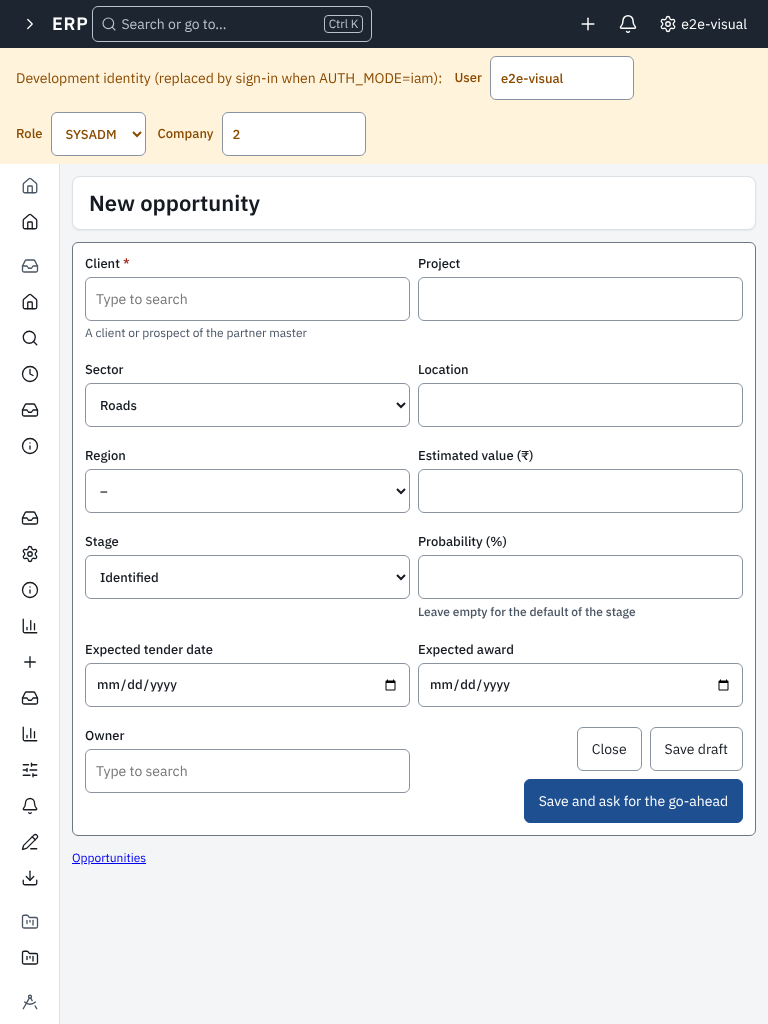 ERP
Search or go to...
Ctrl K
e2e-visual
Development identity (replaced by sign-in when AUTH_MODE=iam):
User
e2e-visual
Role
SYSADM
Company
2
New opportunity
Client *
Project
Type to search
A client or prospect of the partner master
Sector
Location
Roads
Region
Estimated value (₹)
–
Stage
Probability (%)
Identified
Leave empty for the default of the stage
Expected tender date
Expected award
mm/dd/yyyy
mm/dd/yyyy
Owner
Type to search
Close
Save draft
Save and ask for the go-ahead
Opportunities